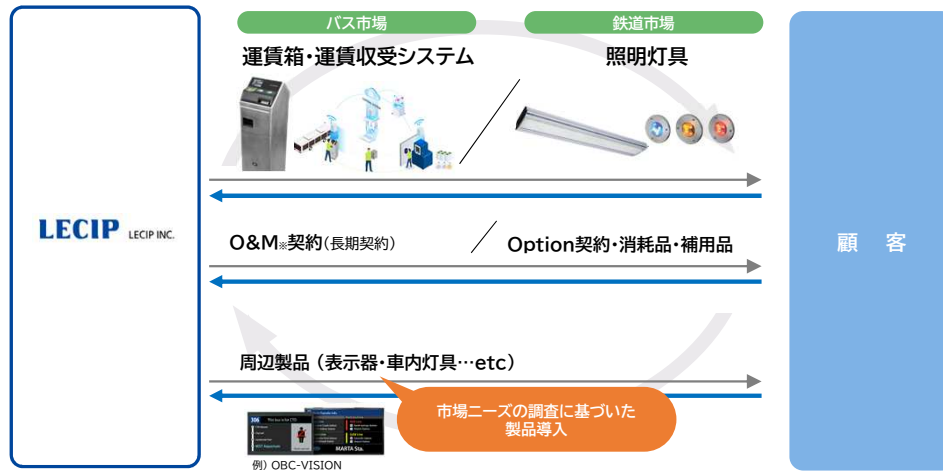 バス市場
鉄道市場
運賃箱・運賃収受システム
照明灯具
LECIP LECIP INC.
O&M※契約(長期契約)
Option契約・消耗品・補用品
顧 客
周辺製品(表示器・車内灯具…etc)
市場ニーズの調査に基づいた
製品導入
306
MARTA Sta.
例) OBC-VISION